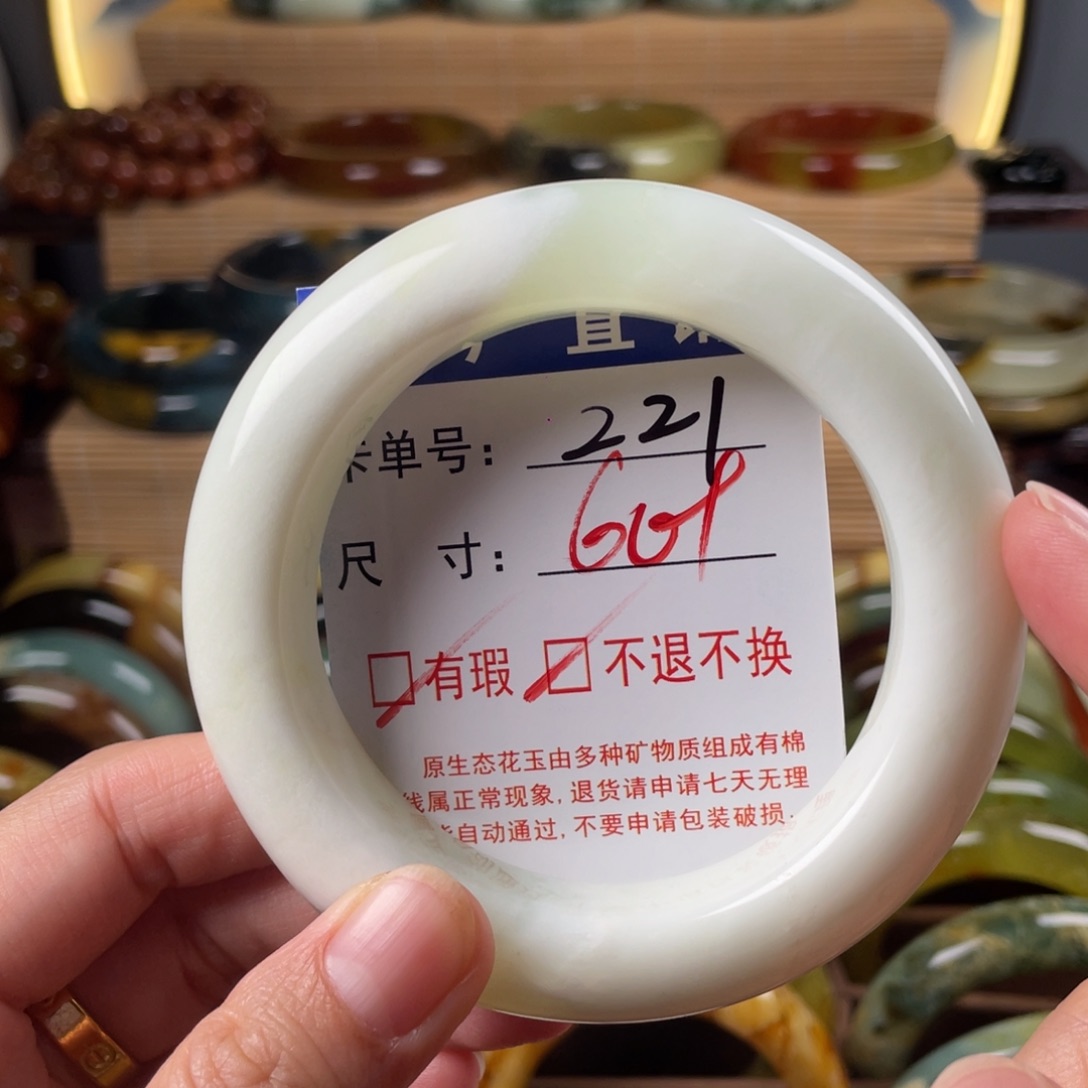 直
卡单号：221
尺 寸：
□有瑕 □不退不换
原生态花玉由多种矿物质组成有棉
线属正常现象,退货请申请七天无理
自动通过,不要申请包装破损.